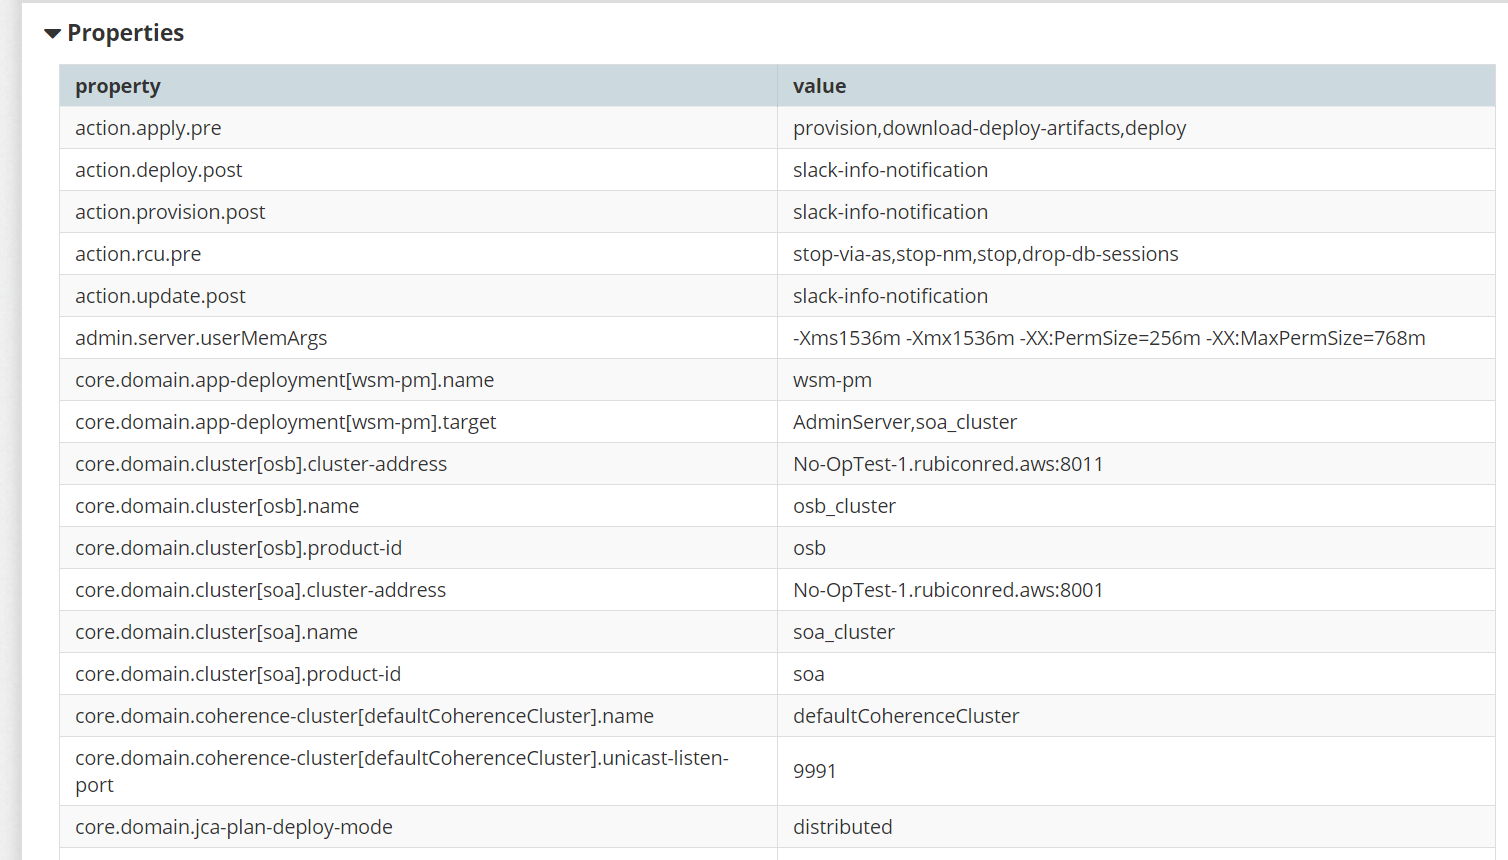 Properties
property value
action.apply.pre provision,download-deploy-artifacts,deploy
action.deploy.post slack-info-notification
action.provision.post slack-info-notification
action.rcu.pre stop-via-as,stop-nm,stop,drop-db-sessions
action.update.post slack-info-notification
admin.server.userMemArgs -Xms1536m -Xmx1536m -XX:PermSize=256m -XX:MaxPermSize=768m
core.domain.app-deployment[wsm-pm].name wsm-pm
core.domain.app-deployment[wsm-pm].target AdminServer,soa_cluster
core.domain.cluster[osb].cluster-address No-OpTest-1.rubiconred.aws:8011
core.domain.cluster[osb].name osb_cluster
core.domain.cluster[osb].product-id osb
core.domain.cluster[soa].cluster-address No-OpTest-1.rubiconred.aws:8001
core.domain.cluster[soa].name soa_cluster
core.domain.cluster[soa].product-id soa
core.domain.coherence-cluster[defaultCoherenceCluster].name defaultCoherenceCluster
core.domain.coherence-cluster[defaultCoherenceCluster].unicast-listen-
port 9991
core.domain.jca-plan-deploy-mode distributed